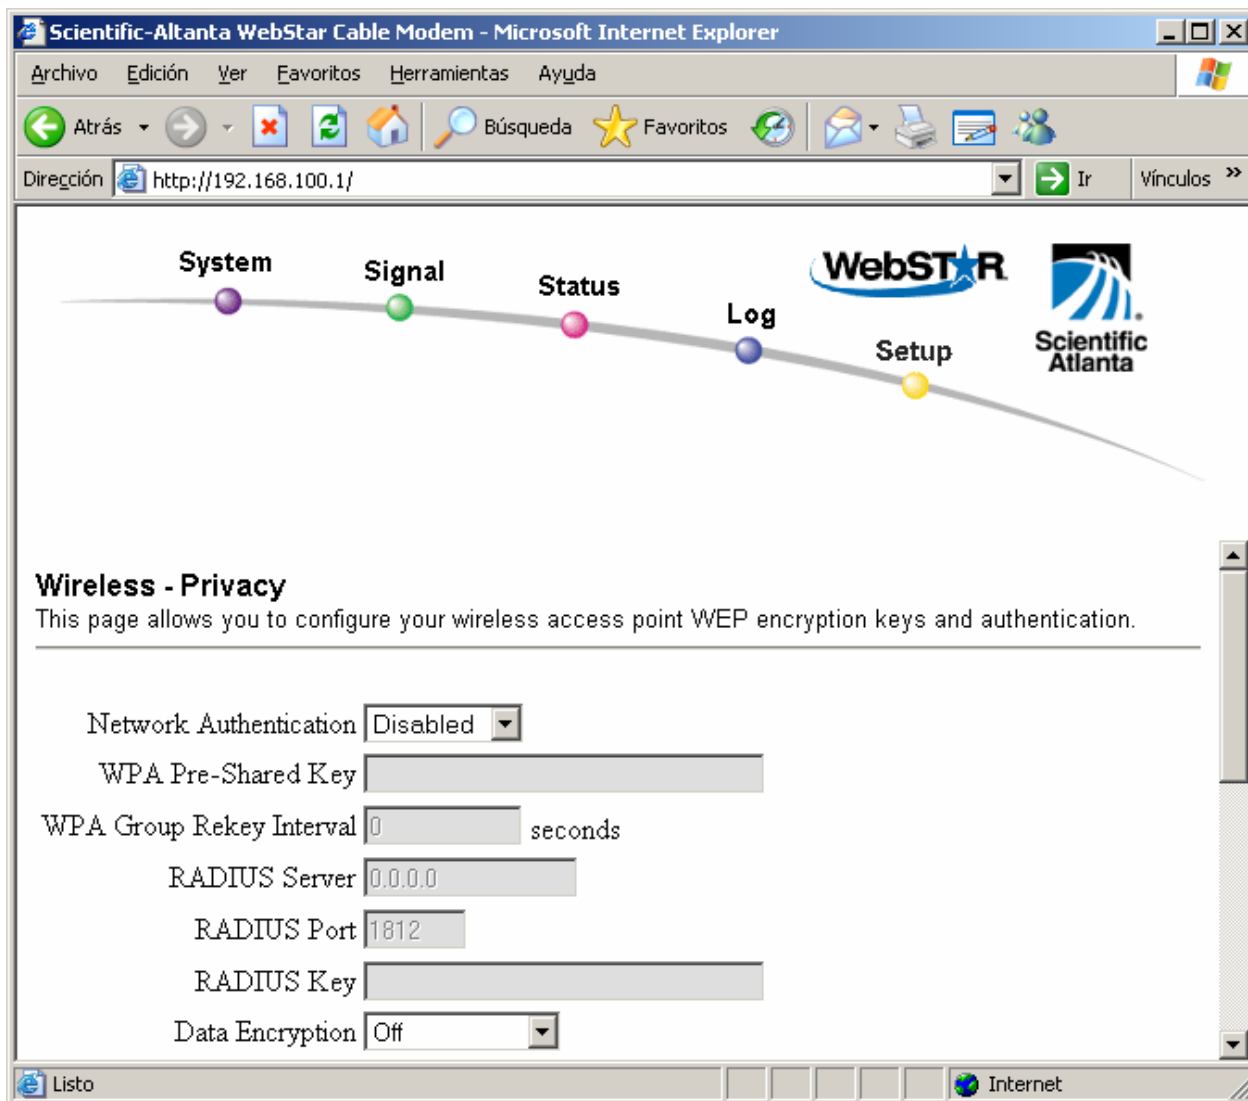 Scientific-Altanta WebStar Cable Modem - Microsoft Internet Explorer
Archivo Edición Ver Favoritos Herramientas Ayuda
Atrás Búsqueda Favoritos
Dirección http://192.168.100.1/ Ir Vínculos »
System
Signal
Status
Log
Setup
WebSTAR
Scientific
Atlanta
Wireless - Privacy
This page allows you to configure your wireless access point WEP encryption keys and authentication.
Network Authentication Disabled
WPA Pre-Shared Key
WPA Group Rekey Interval 0 seconds
RADIUS Server 0.0.0.0
RADIUS Port 1812
RADIUS Key
Data Encryption Off
Listo Internet